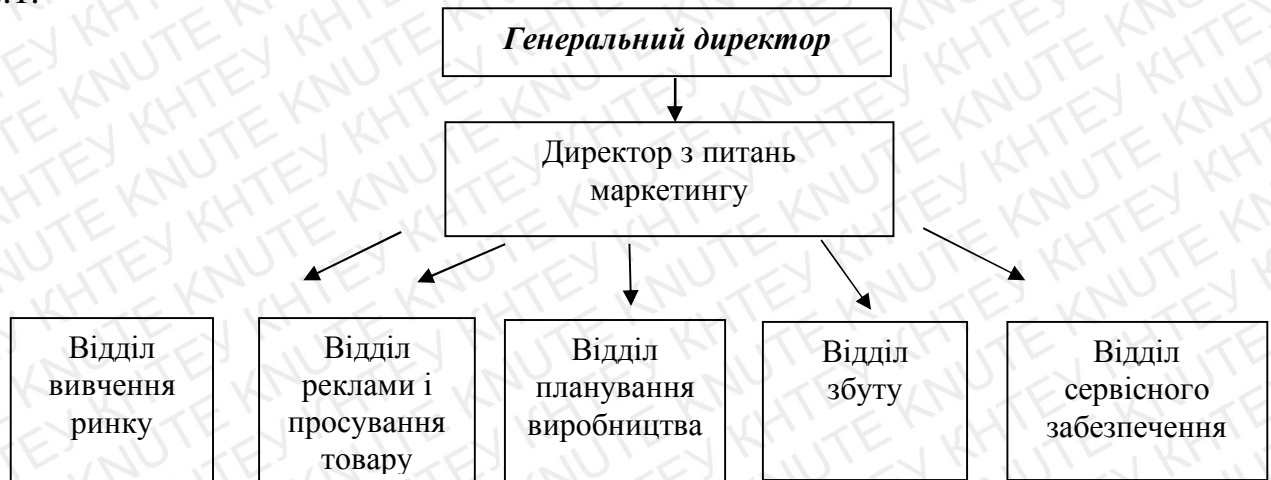 Генеральний директор
Директор з питань
маркетингу
Відділ
вивчення
ринку
Відділ
реклами і
просування
товару
Відділ
планування
виробництва
Відділ
збуту
Відділ
сервісного
забезпечення